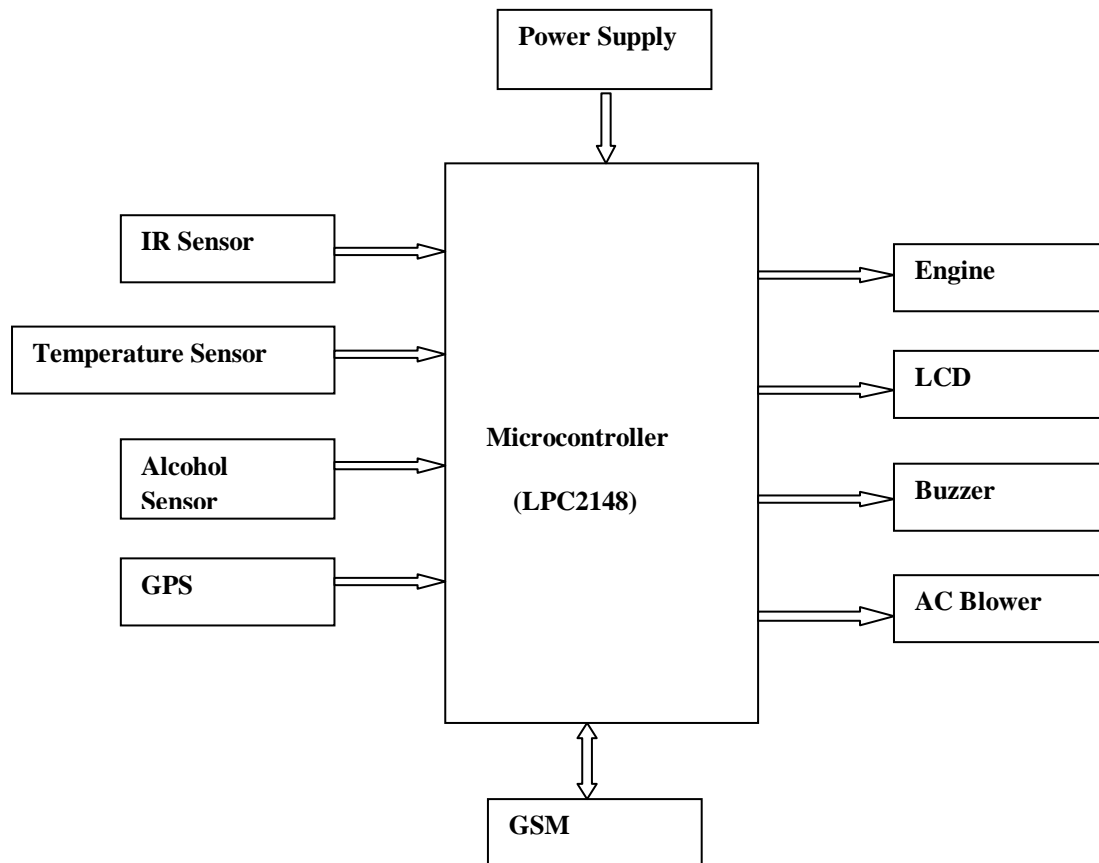 Power Supply
IR Sensor
Temperature Sensor
Alcohol
Sensor
GPS
Microcontroller
(LPC2148)
Engine
LCD
Buzzer
AC Blower
GSM